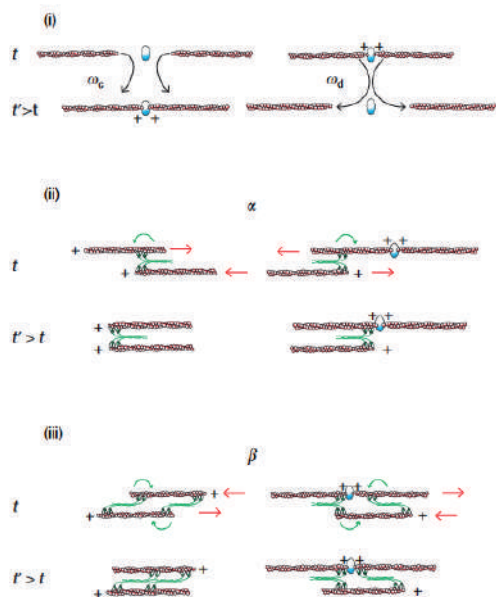 (i)
+ +
t
ωc ωd
t'>t
+ +
(ii)
α
+ + +
t
+ +
+ + +
t' > t
+ +
(iii)
β
+ + +
t
+ +
+ + +
t' > t
+ +